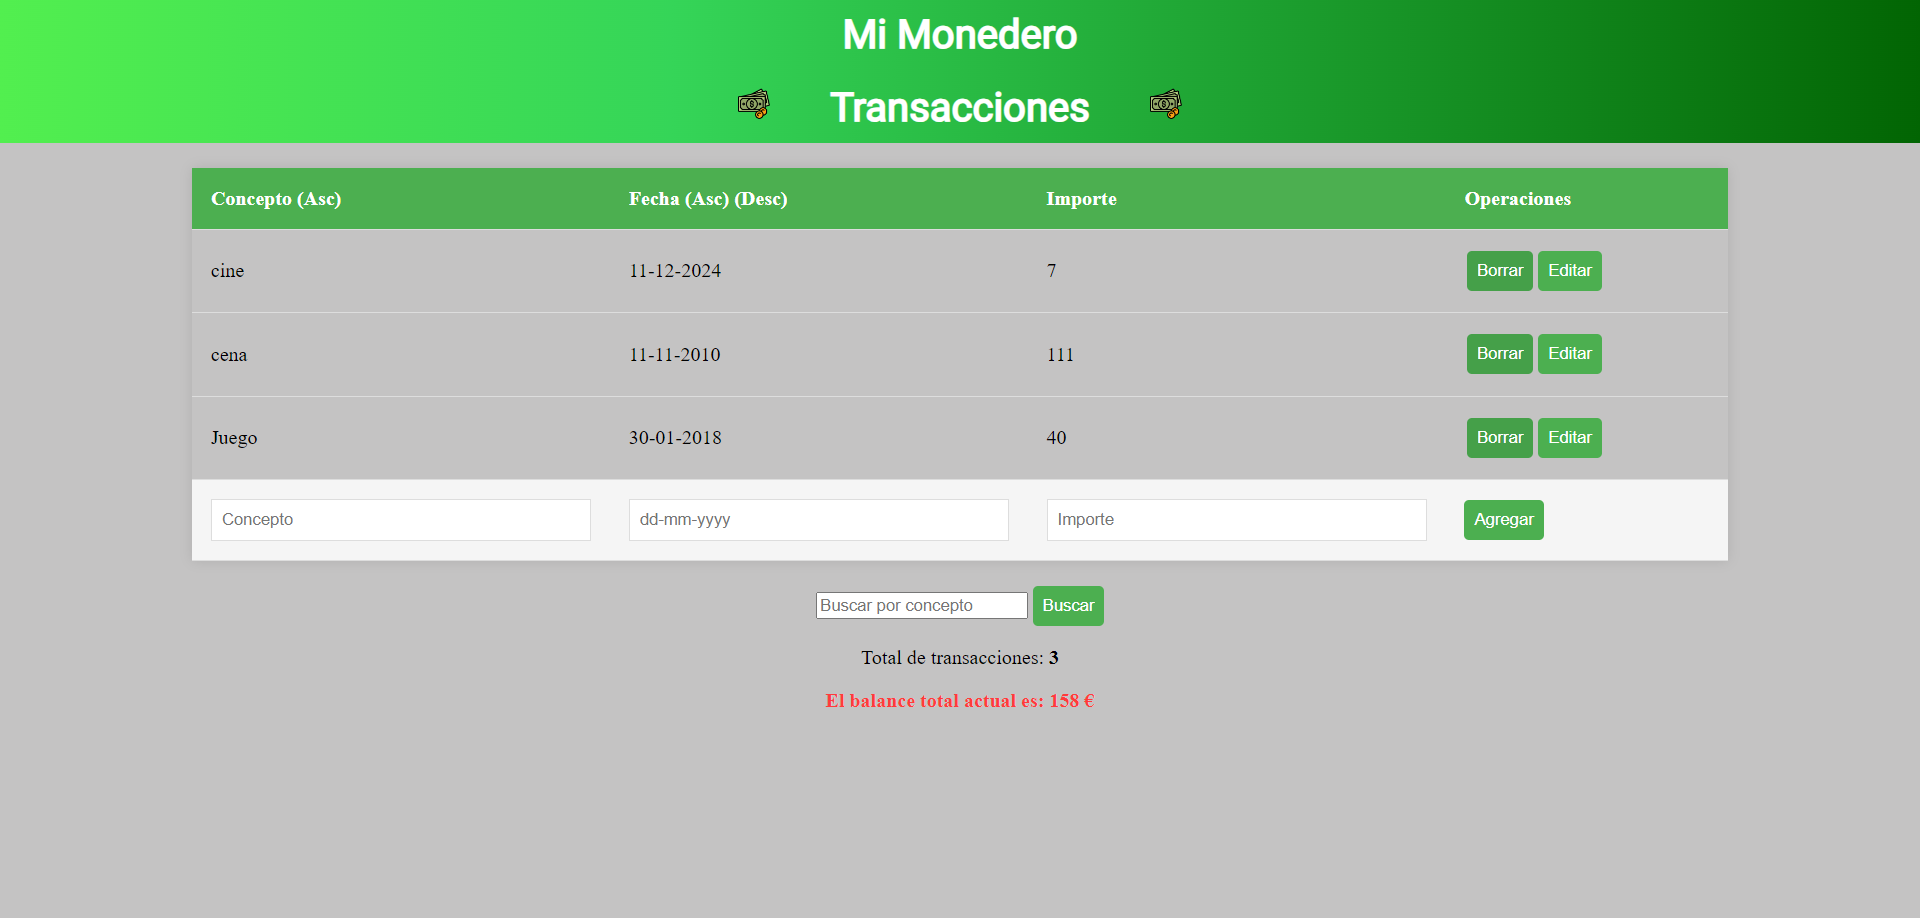 Mi Monedero
Transacciones
Concepto (Asc) Fecha (Asc) (Desc) Importe Operaciones
cine 11-12-2024 7 Borrar Editar
cena 11-11-2010 111 Borrar Editar
Juego 30-01-2018 40 Borrar Editar
Concepto dd-mm-yyyy Importe Agregar
Buscar por concepto Buscar
Total de transacciones: 3
El balance total actual es: 158 €